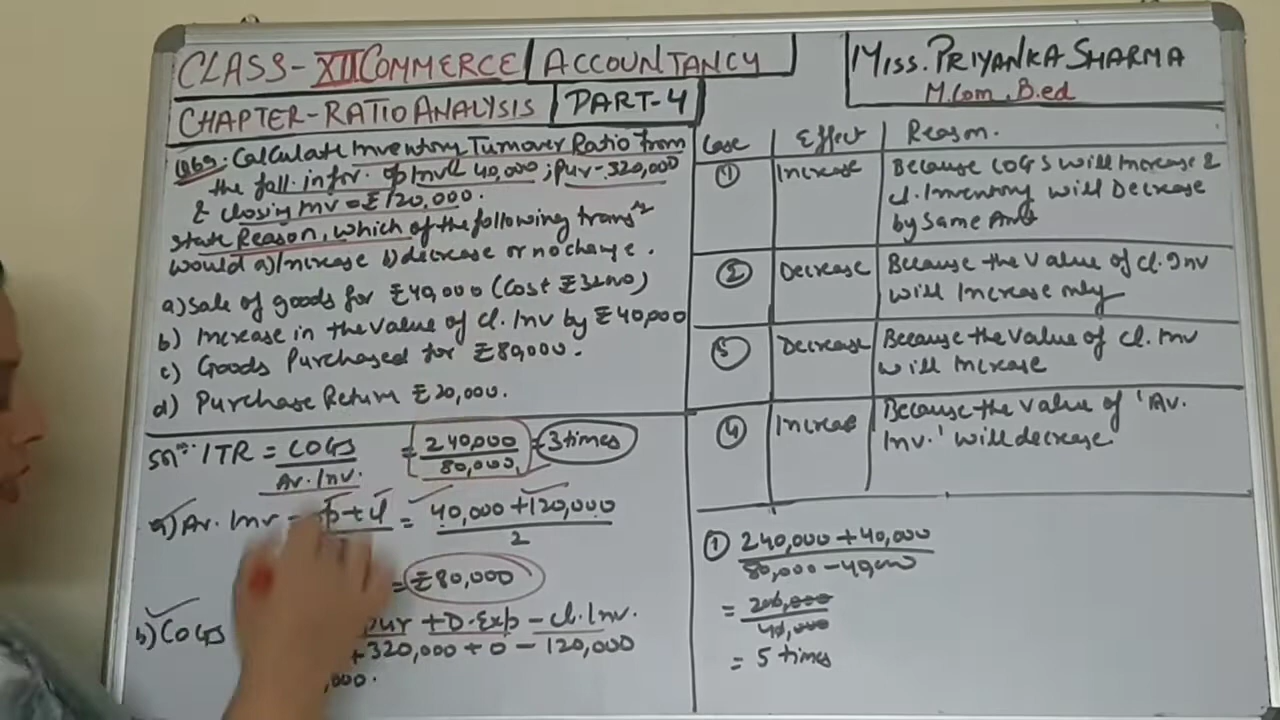 CLASS-XII COMMERCE | ACCOUNTANCY
CHAPTER-RATIO ANALYSIS | PART-4
MISS. PRIYANKA SHARMA
M.Com, B.ed
Q69: Calculate Inventory Turnover Ratio from
the foll. infor. op Inv ₹ 40,000; pur-320,000
& closing Inv = ₹120,000.
State Reason, which of the following trans
would a) Increase b) decrease or no change.
a) Sale of goods for ₹40,000 (Cost ₹
b) Increase in the value of cl. Inv by ₹40,000
c) Goods Purchased for ₹80,000.
d) Purchase Return ₹20,000.
Soln: ITR = COGS / Av. Inv. = 240,000 / 80,000 = 3 times
a) Av. Inv = op + cl = 40,000 + 120,000 / 2
= ₹80,000
b) COGS pur + D.Exp - cl. Inv.
+320,000 + 0 - 120,000
,000.
Case Effect Reason.
① Increase Because COGS will Increase &
cl. Inventory will Decrease
by Same Amt
② Decrease Because the value of cl. Inv
will Increase only
③ Decrease Because the value of cl. Inv
will Increase
④ Increase Because the value of 'Av.
Inv.' will decrease
① 240,000 + 40,000
80,000 - 40,000
=
40,000
= 5 times